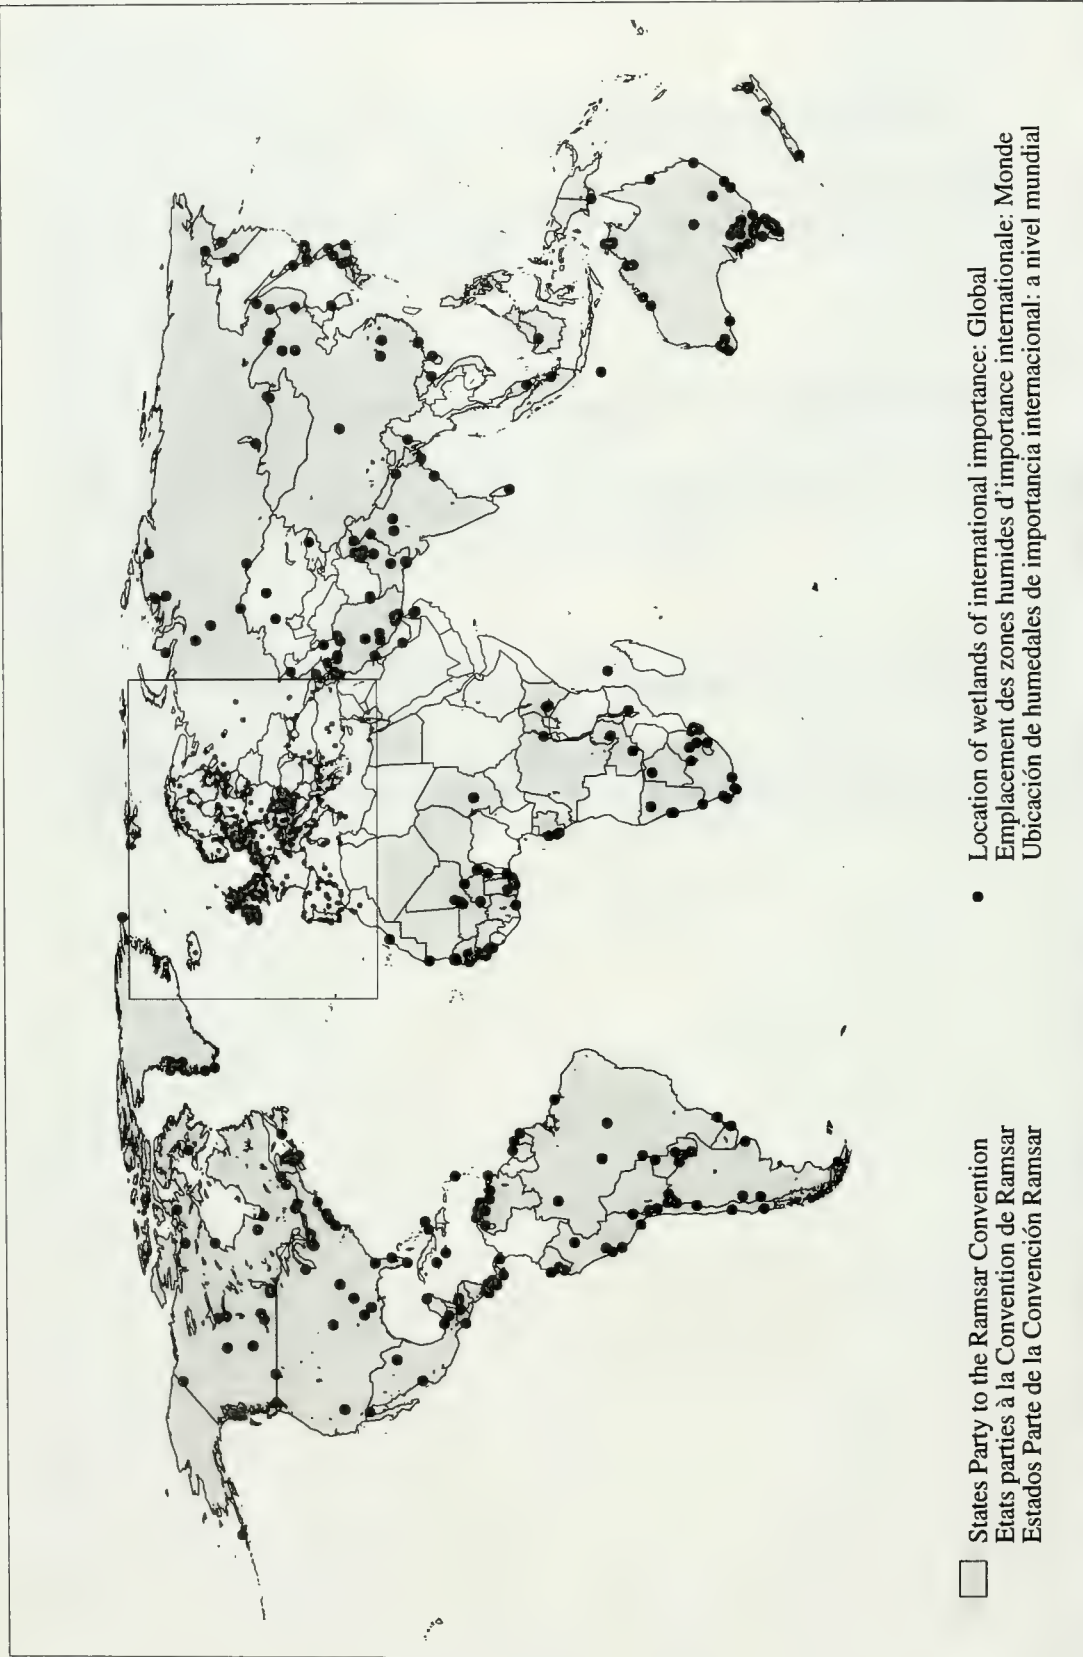 States Party to the Ramsar Convention
Etats parties à la Convention de Ramsar
Estados Parte de la Convención Ramsar
Location of wetlands of international importance: Global
Emplacement des zones humides d'importance internationale: Monde
Ubicación de humedales de importancia internacional: a nivel mundial